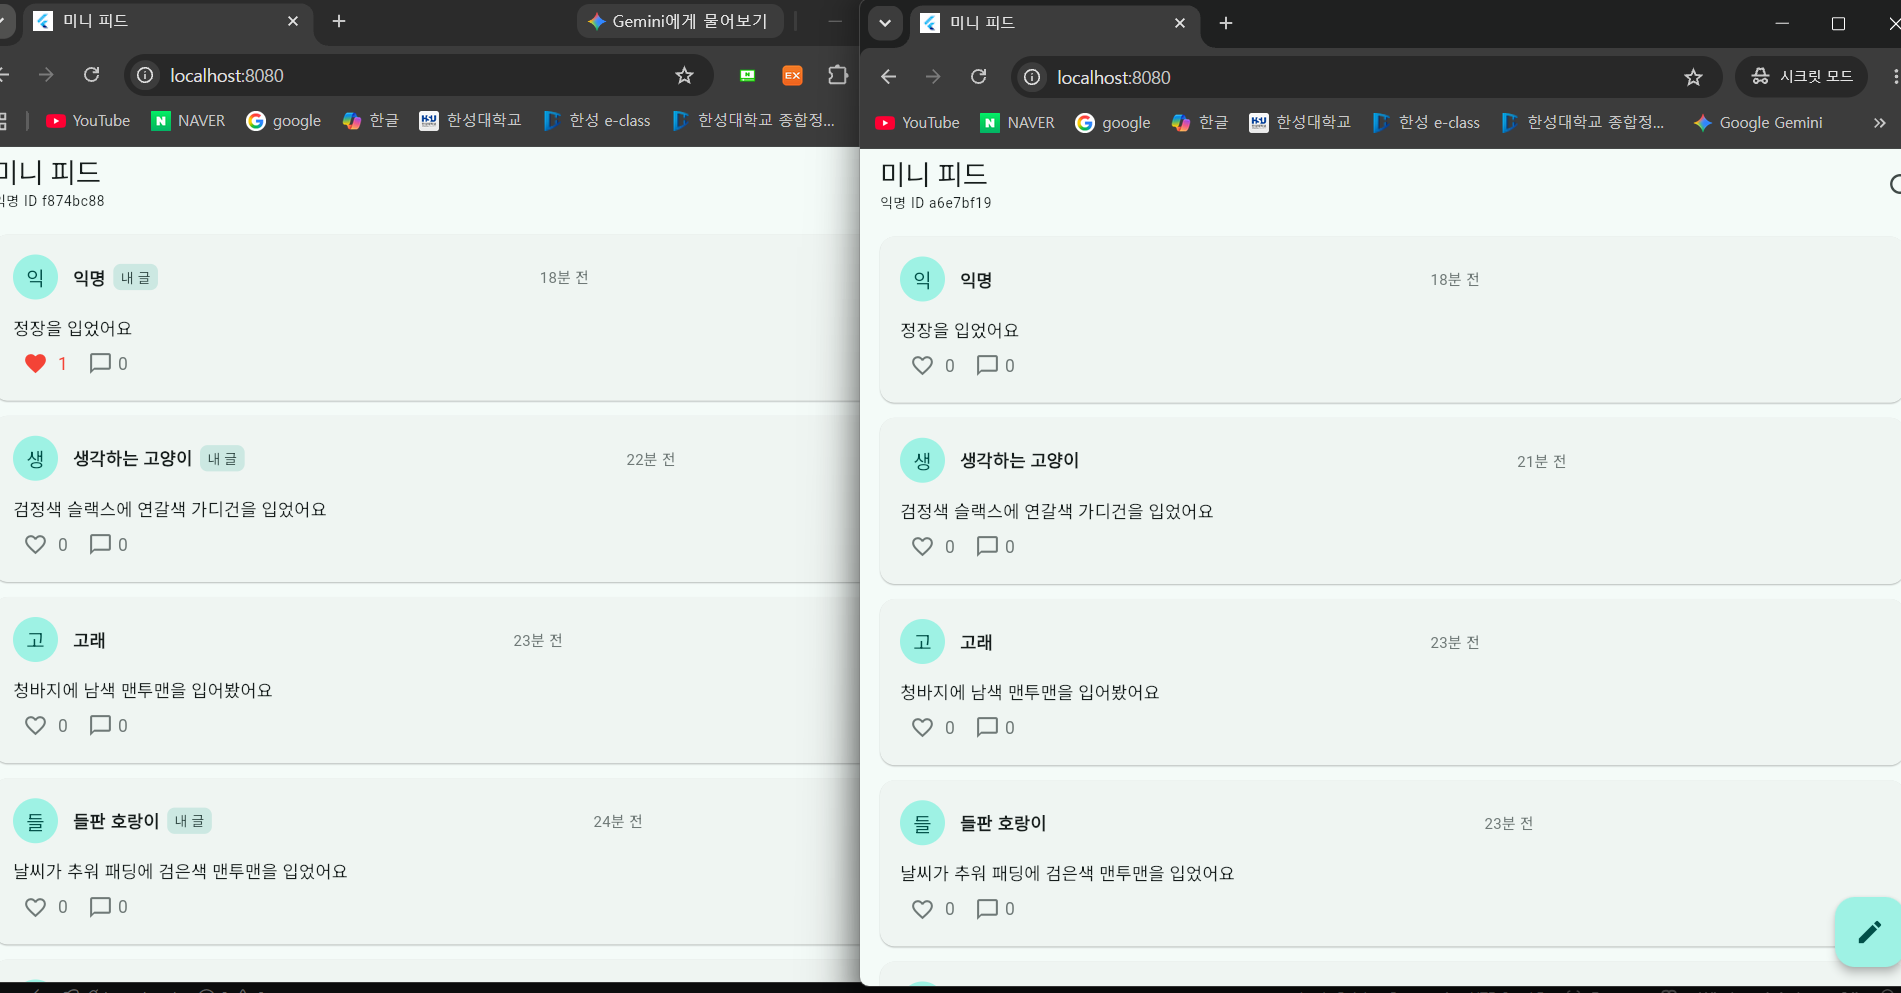 미니 피드
Gemini에게 물어보기
localhost:8080
EX
YouTube
NAVER
google
한글
한성대학교
한성 e-class
한성대학교 종합정...
미니 피드
익명 ID f874bc88
익
익명
내 글
18분 전
정장을 입었어요
1
0
생
생각하는 고양이
내 글
22분 전
검정색 슬랙스에 연갈색 가디건을 입었어요
0
0
고
고래
23분 전
청바지에 남색 맨투맨을 입어봤어요
0
0
들
들판 호랑이
내 글
24분 전
날씨가 추워 패딩에 검은색 맨투맨을 입었어요
0
0
미니 피드
localhost:8080
시크릿 모드
YouTube
NAVER
google
한글
한성대학교
한성 e-class
한성대학교 종합정...
Google Gemini
미니 피드
익명 ID a6e7bf19
익
익명
18분 전
정장을 입었어요
0
0
생
생각하는 고양이
21분 전
검정색 슬랙스에 연갈색 가디건을 입었어요
0
0
고
고래
23분 전
청바지에 남색 맨투맨을 입어봤어요
0
0
들
들판 호랑이
23분 전
날씨가 추워 패딩에 검은색 맨투맨을 입었어요
0
0